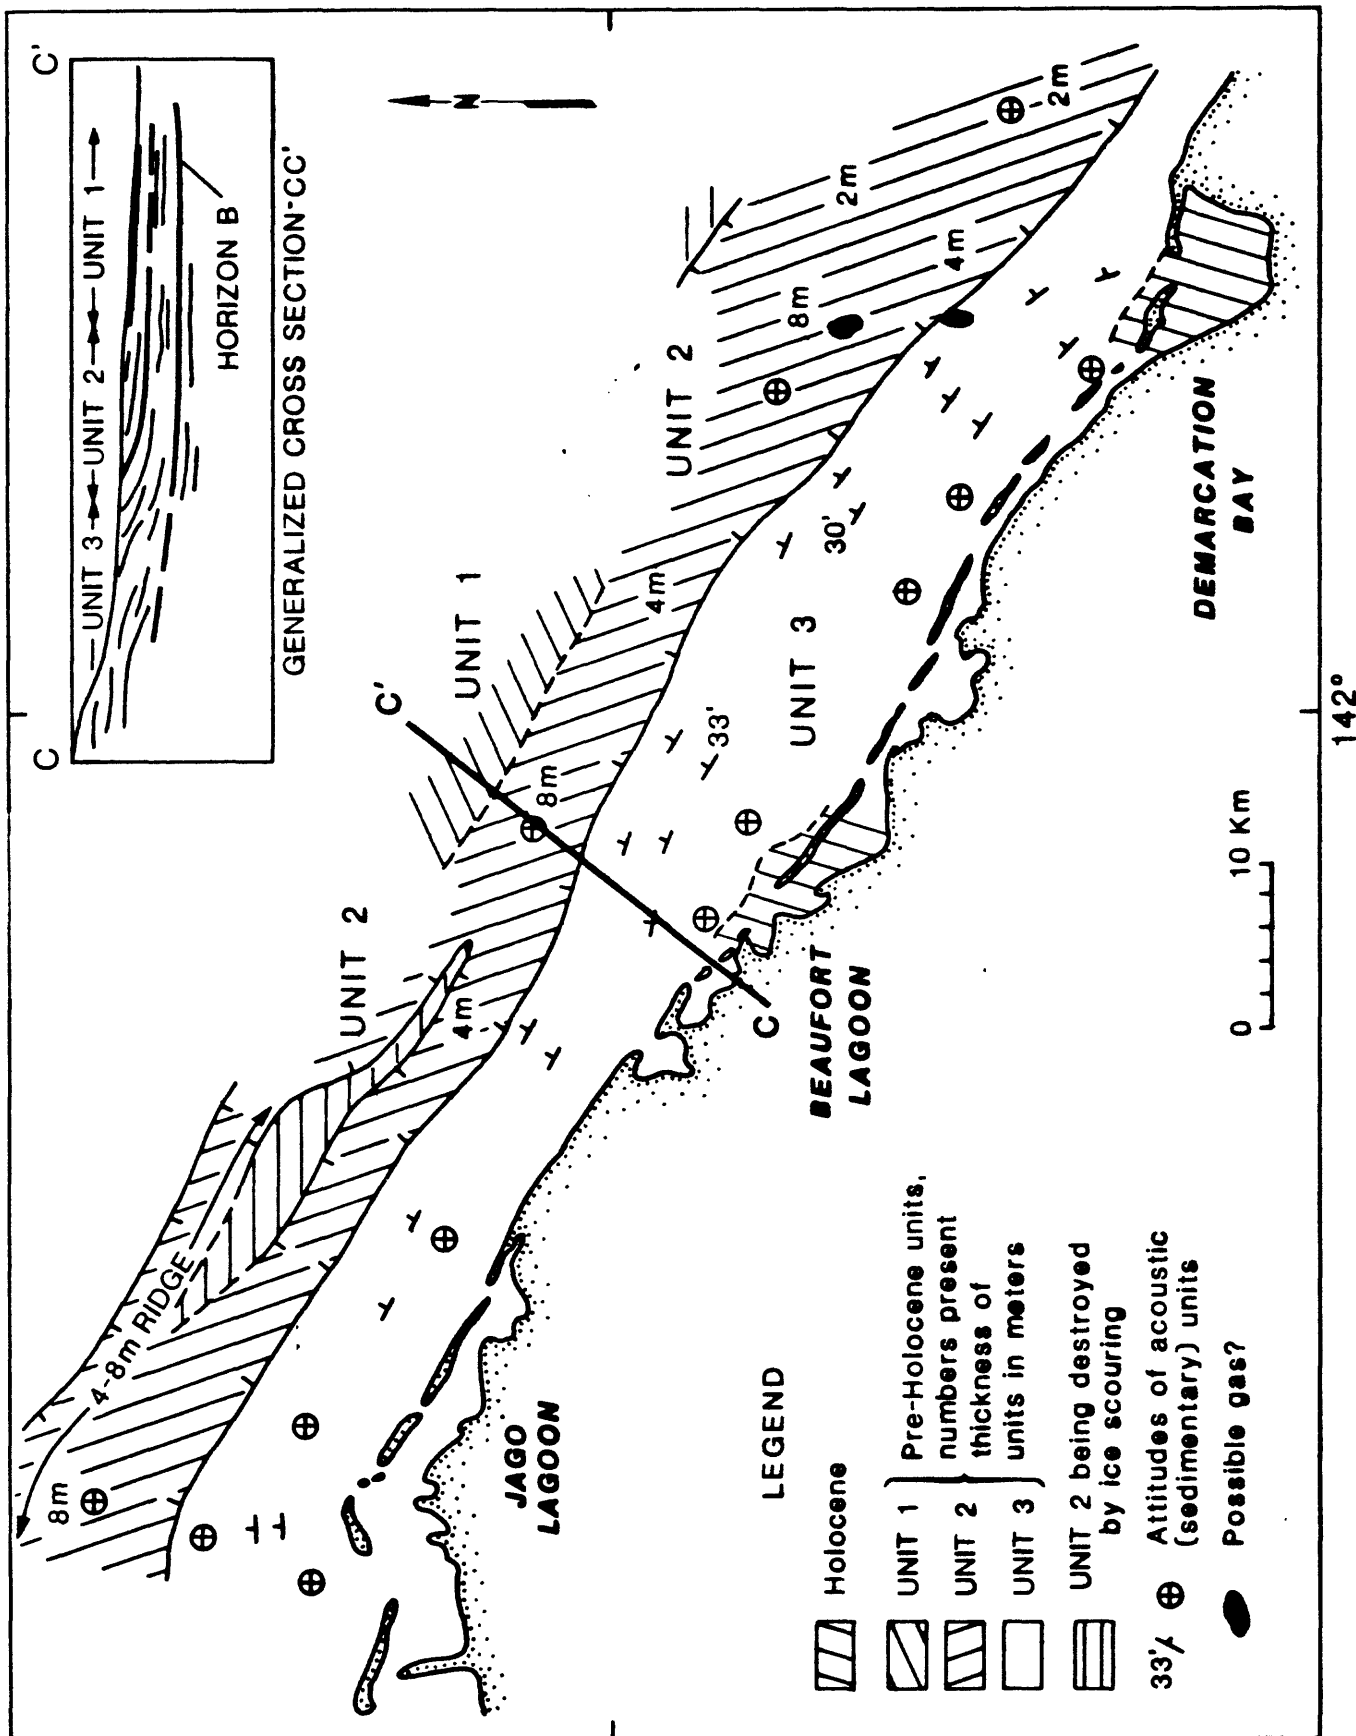 C
C'
UNIT 3
UNIT 2
UNIT 1
HORIZON B
GENERALIZED CROSS SECTION-CC'
N
8m
4-8m RIDGE
UNIT 2
4m
C'
UNIT 1
8m
4m
UNIT 2
8m
4m
2m
2m
33'
UNIT 3
30'
C
JAGO
LAGOON
BEAUFORT
LAGOON
DEMARCATION
BAY
0
10 Km
142°
LEGEND
Holocene
UNIT 1
UNIT 2
UNIT 3
Pre-Holocene units,
numbers present
thickness of
units in meters
UNIT 2 being destroyed
by ice scouring
33'
Attitudes of acoustic
(sedimentary) units
Possible gas?